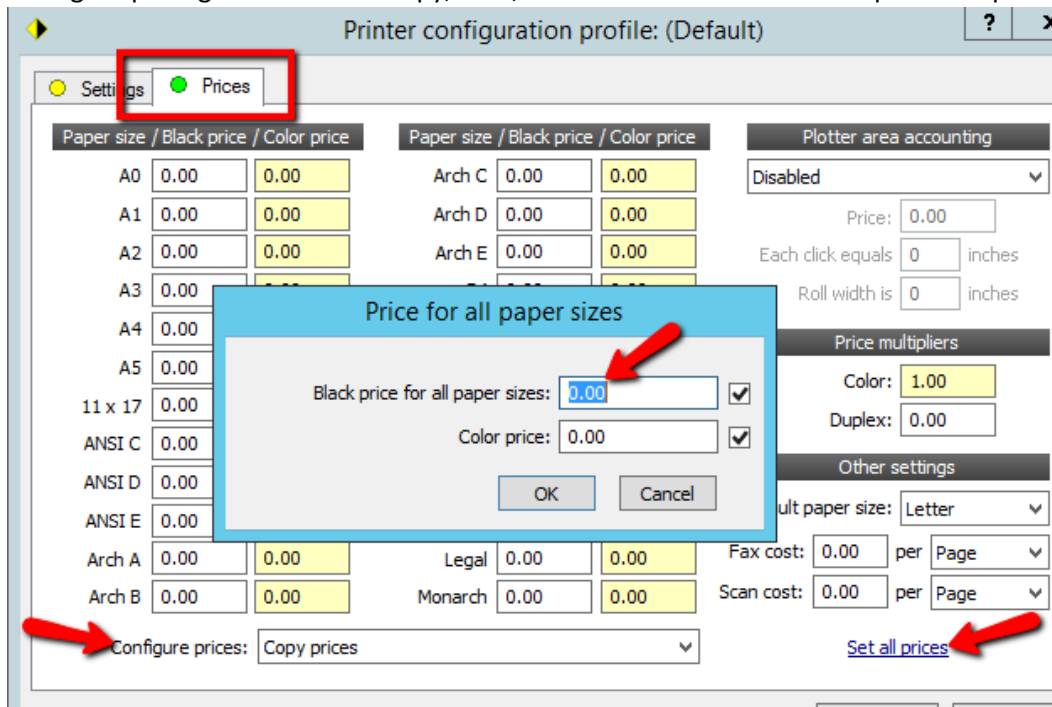 Printer configuration profile: (Default) ?
Settings Prices
Paper size / Black price / Color price Paper size / Black price / Color price Plotter area accounting
A0 0.00 0.00 Arch C 0.00 0.00 Disabled
A1 0.00 0.00 Arch D 0.00 0.00 Price: 0.00
A2 0.00 0.00 Arch E 0.00 0.00 Each click equals 0 inches
A3 0.00 Roll width is 0 inches
Price for all paper sizes
A4 0.00 Price multipliers
A5 0.00 Black price for all paper sizes: 0.00 Color: 1.00
11 x 17 0.00 Duplex: 0.00
ANSI C 0.00 Color price: 0.00
Other settings
ANSI D 0.00 OK Cancel
ult paper size: Letter
ANSI E 0.00
Arch A 0.00 0.00 Legal 0.00 0.00 Fax cost: 0.00 per Page
Arch B 0.00 0.00 Monarch 0.00 0.00 Scan cost: 0.00 per Page
Configure prices: Copy prices Set all prices